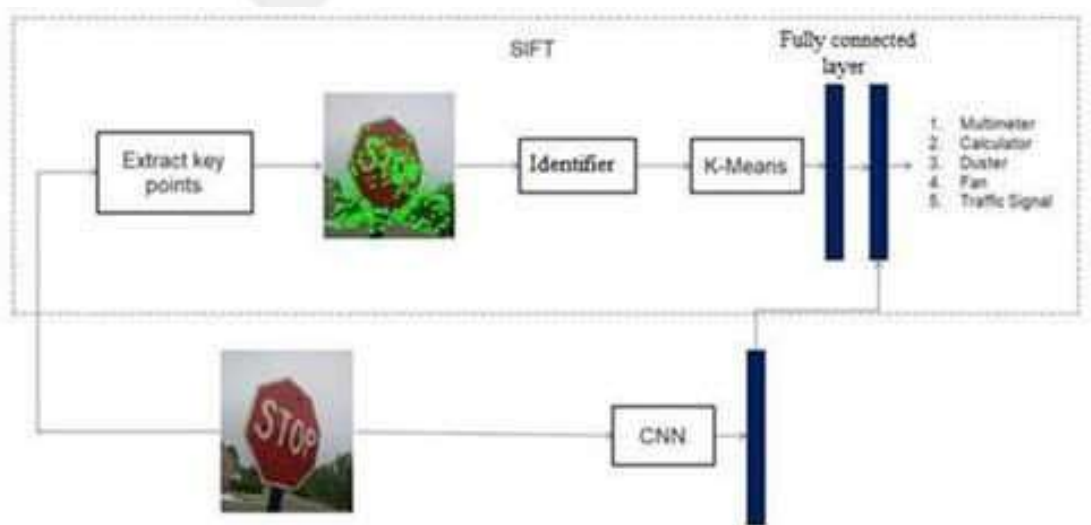 SIFT
Fully connected
layer
Extract key
points
Identifier
K-Means
1. Multimeter
2. Calculator
3. Duster
4. Fan
5. Traffic Signal
STOP
CNN